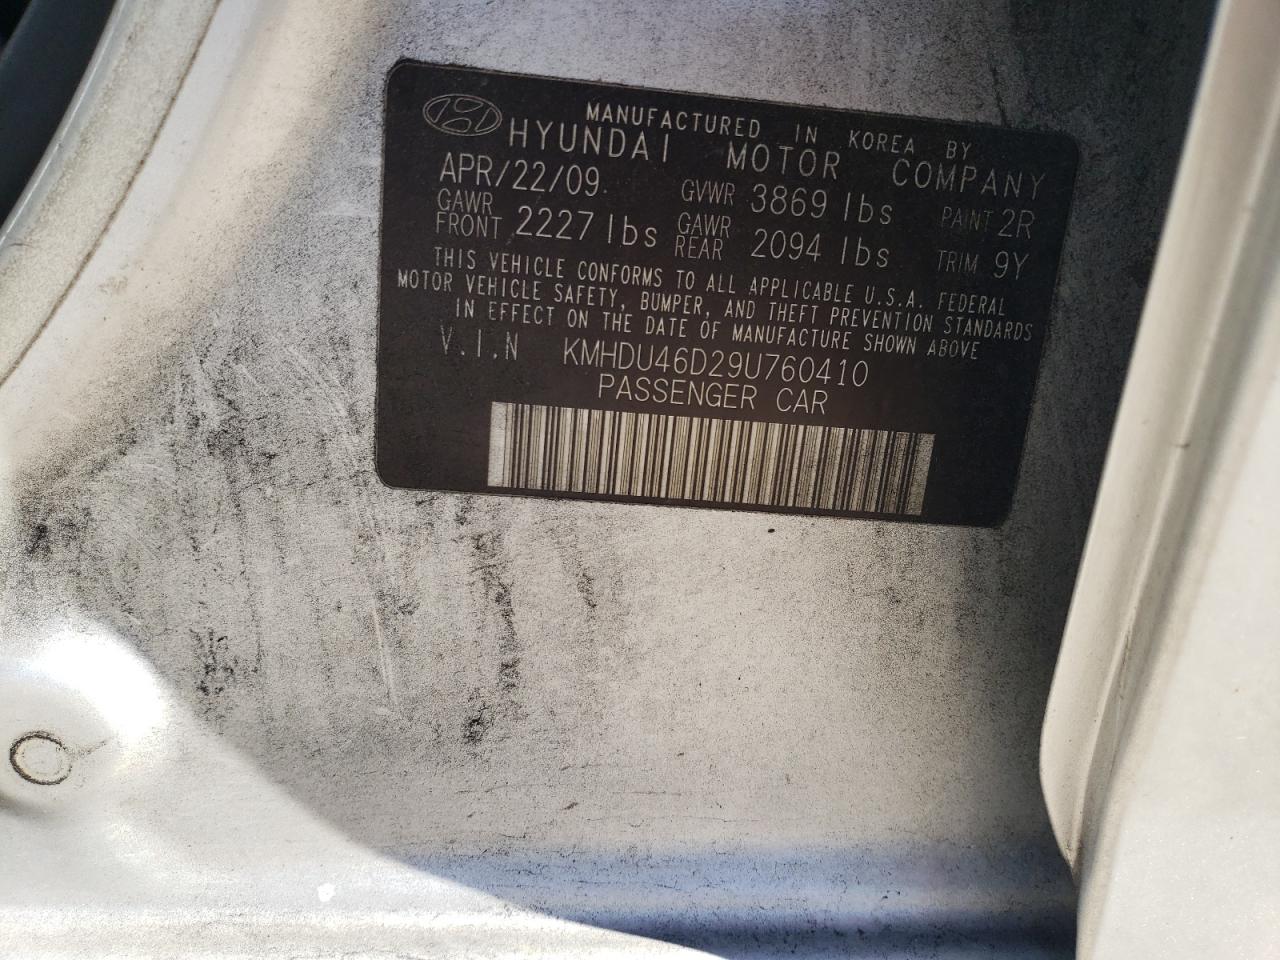 MANUFACTURED IN KOREA BY
HYUNDAI MOTOR COMPANY
APR/22/09 GVWR 3869 lbs PAINT 2R
GAWR FRONT 2227 lbs GAWR REAR 2094 lbs TRIM 9Y
THIS VEHICLE CONFORMS TO ALL APPLICABLE U.S.A. FEDERAL
MOTOR VEHICLE SAFETY, BUMPER, AND THEFT PREVENTION STANDARDS
IN EFFECT ON THE DATE OF MANUFACTURE SHOWN ABOVE
V.I.N KMHDU46D29U760410
PASSENGER CAR